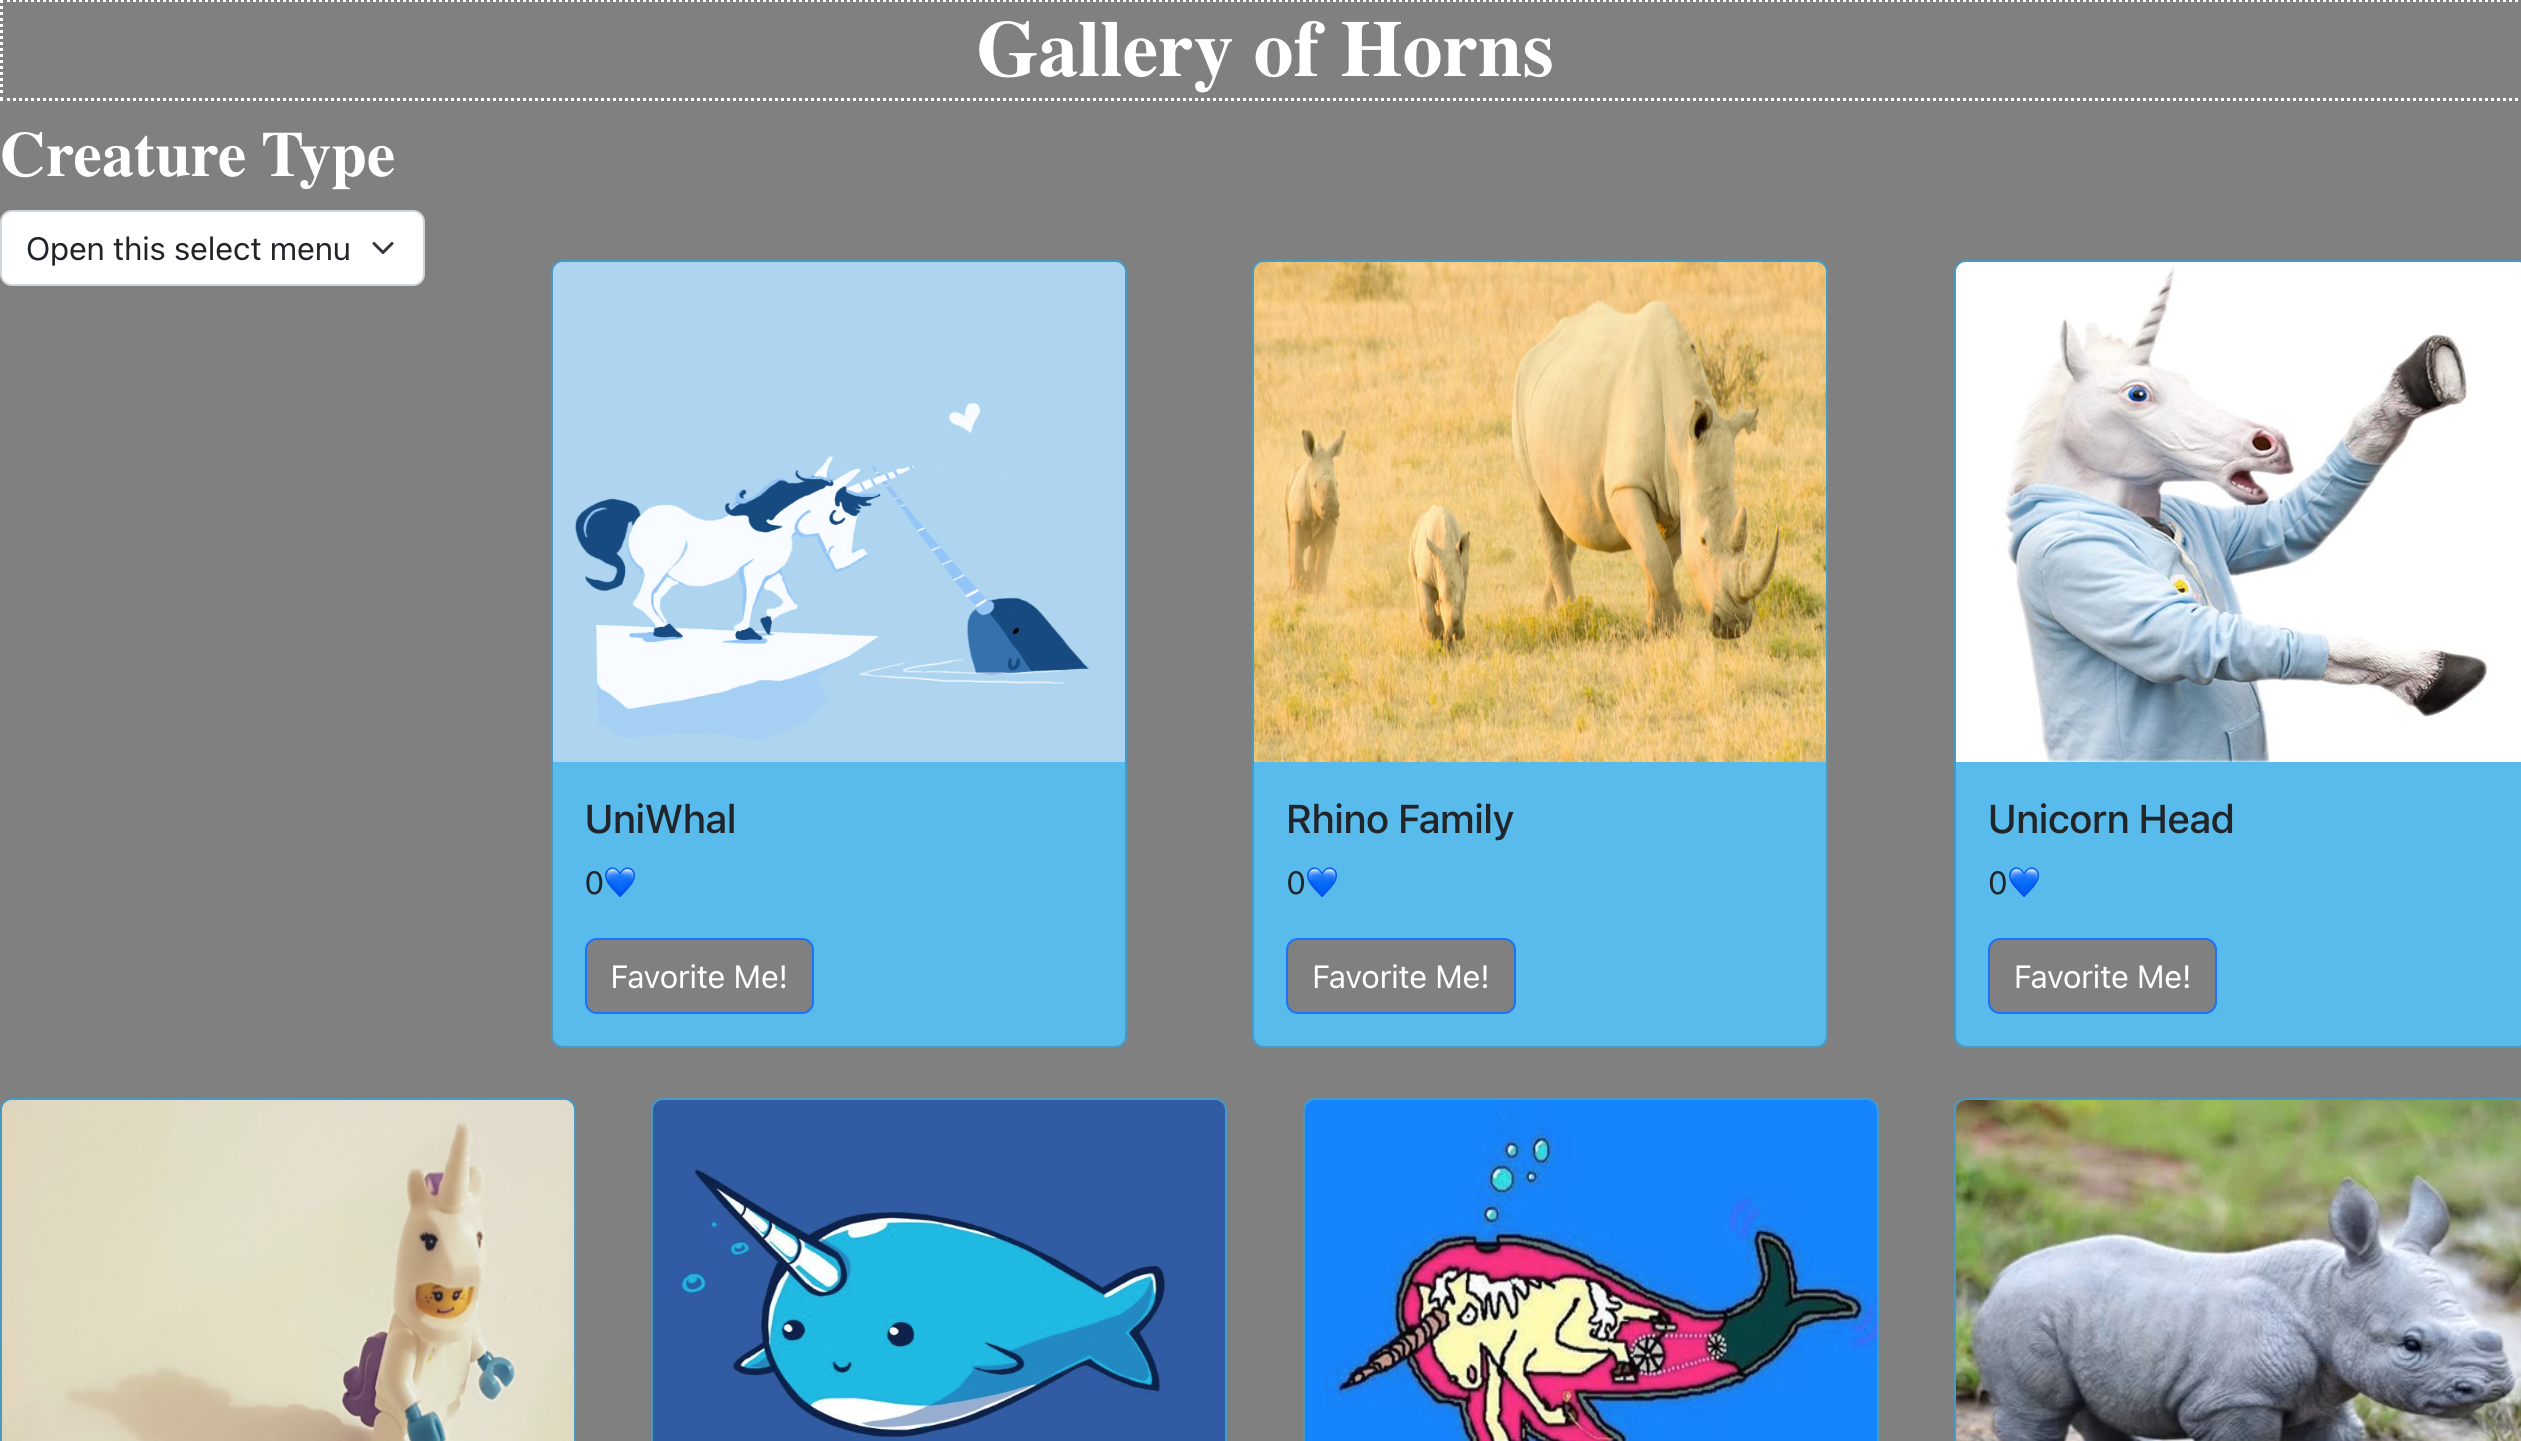 Gallery of Horns
Creature Type
Open this select menu
UniWhal
0💙
Favorite Me!
Rhino Family
0💙
Favorite Me!
Unicorn Head
0💙
Favorite Me!